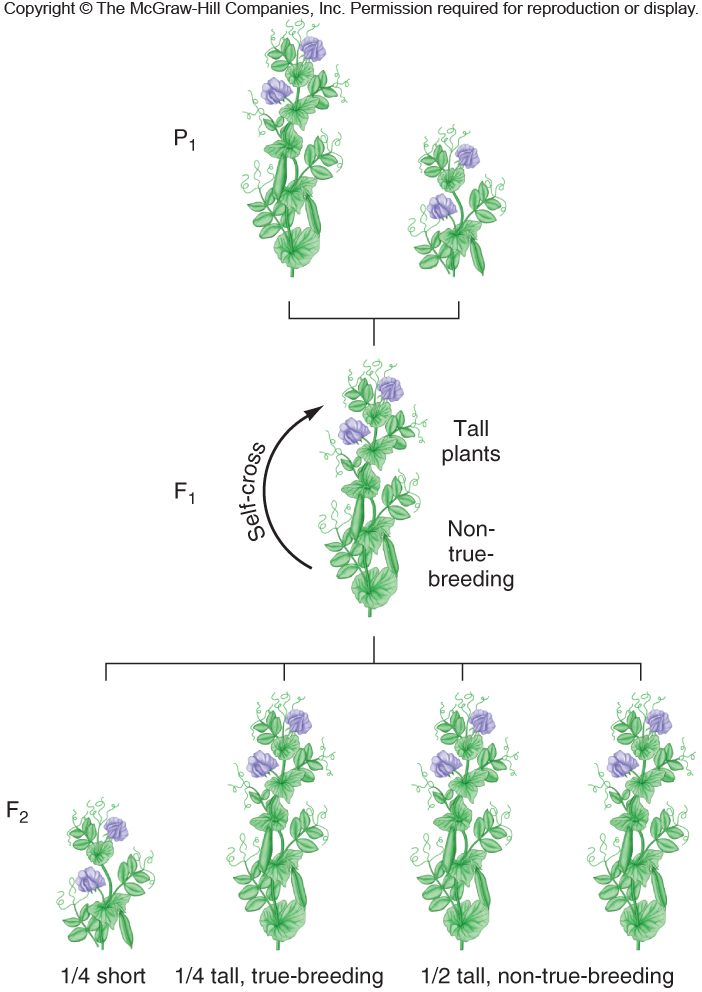 Copyright © The McGraw-Hill Companies, Inc. Permission required for reproduction or display.
P1
Tall
plants
Self-cross
F1
Non-
true-
breeding
F2
1/4 short
1/4 tall, true-breeding
1/2 tall, non-true-breeding